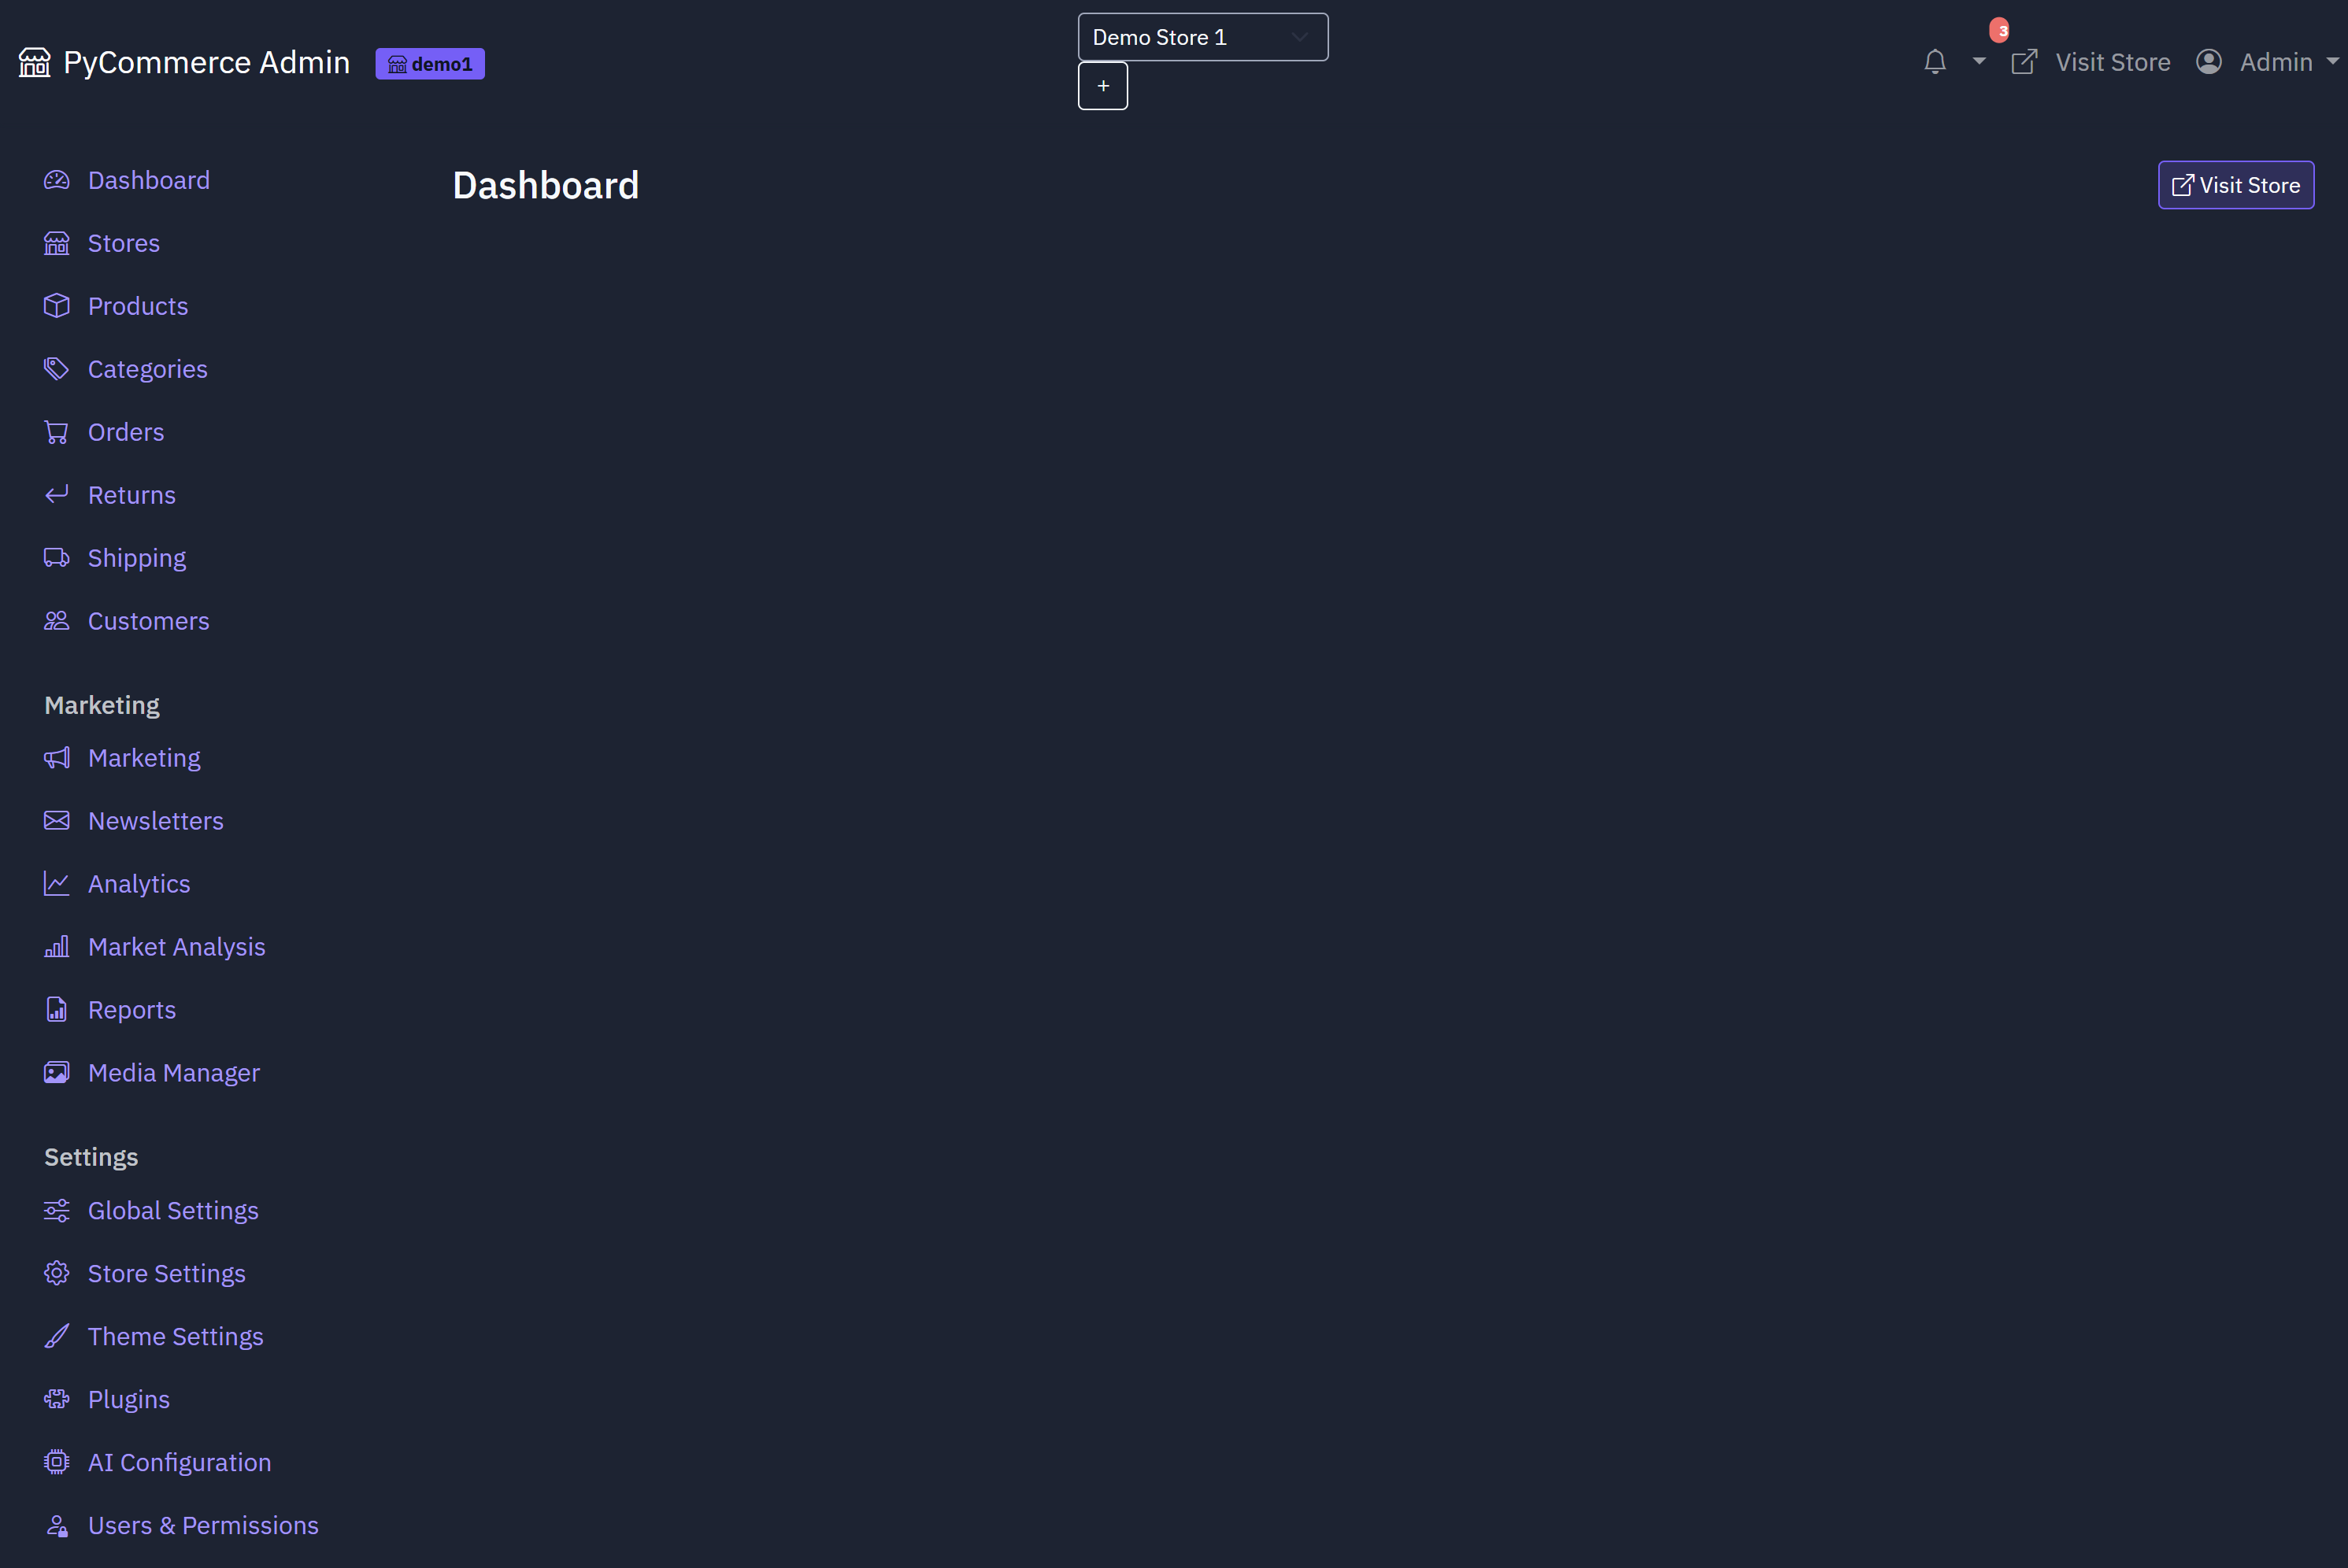 PyCommerce Admin
demo1
Demo Store 1
+
3
Visit Store
Admin
Dashboard
Stores
Products
Categories
Orders
Returns
Shipping
Customers
Marketing
Marketing
Newsletters
Analytics
Market Analysis
Reports
Media Manager
Settings
Global Settings
Store Settings
Theme Settings
Plugins
AI Configuration
Users & Permissions
Dashboard
Visit Store